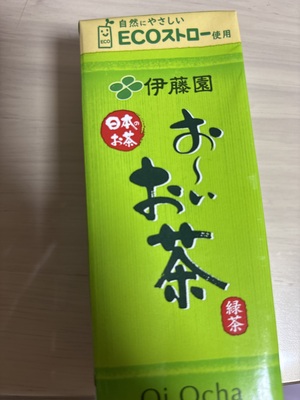 自然にやさしい
ECOストロー使用
ECO
伊藤園
日本の
お茶
お〜い
お茶
緑茶
Oi Ocha